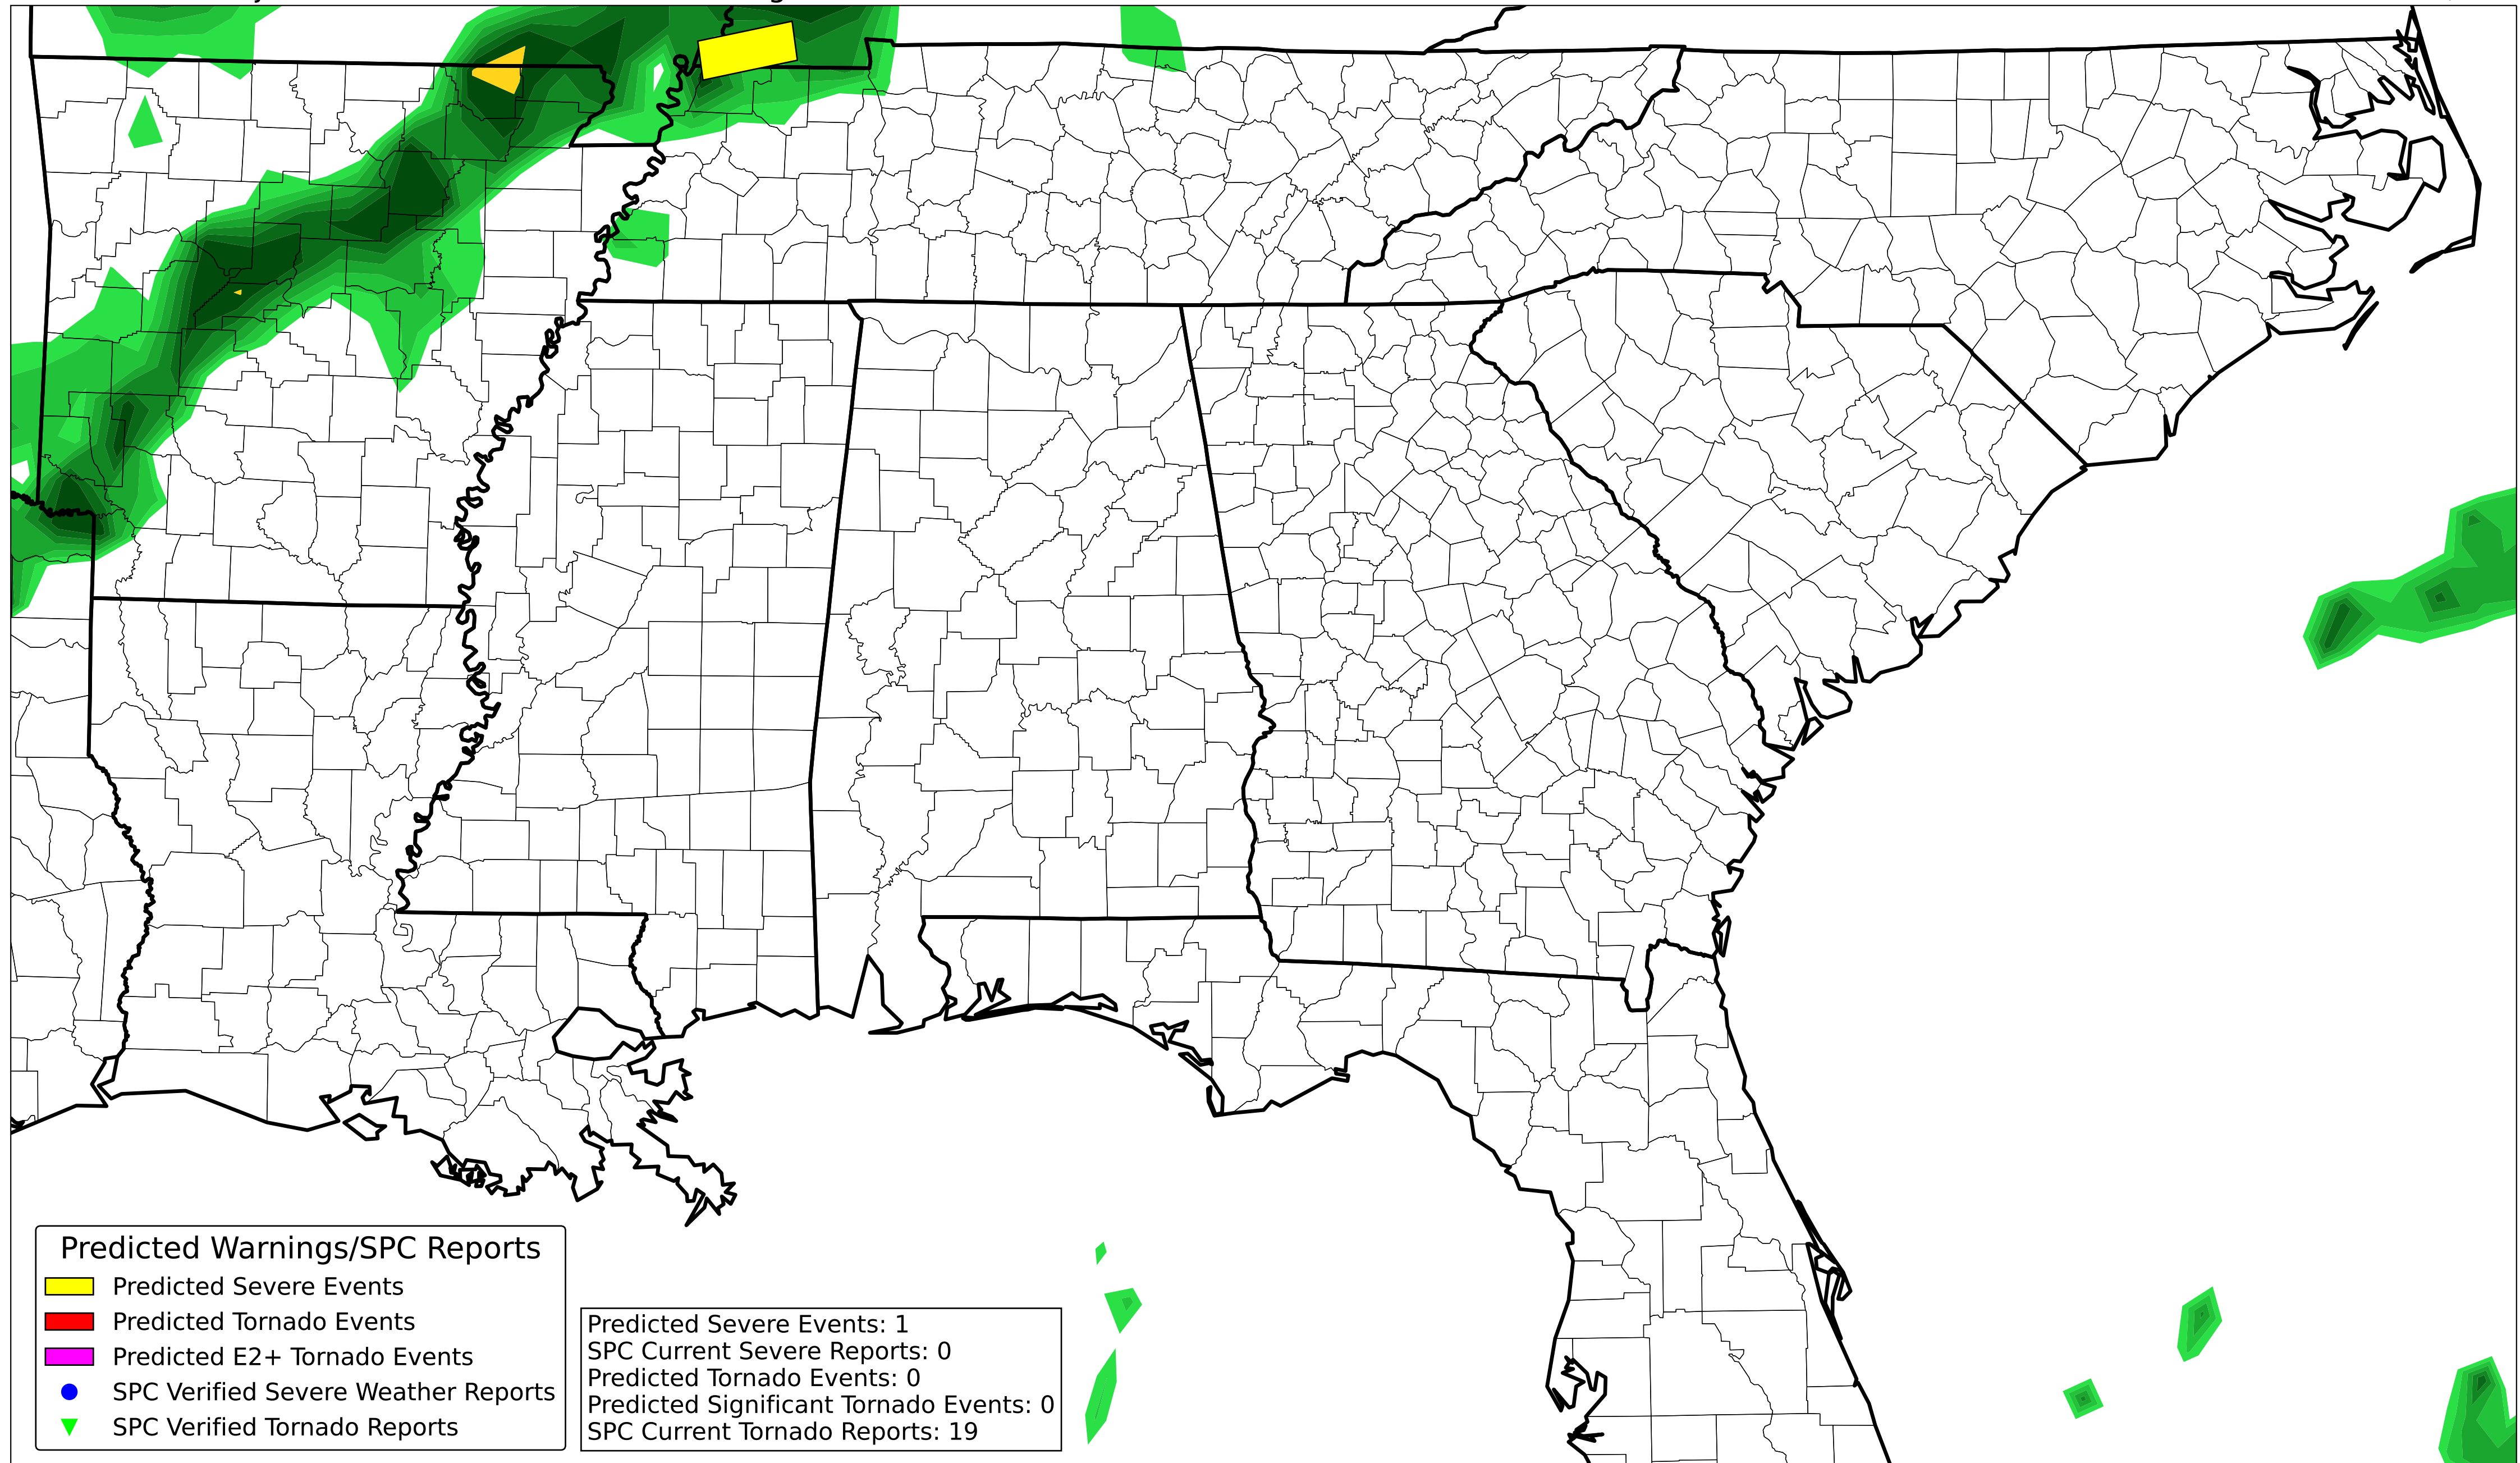 Predicted Warnings/SPC Reports
Predicted Severe Events
Predicted Tornado Events
Predicted E2+ Tornado Events
SPC Verified Severe Weather Reports
SPC Verified Tornado Reports
Predicted Severe Events: 1
SPC Current Severe Reports: 0
Predicted Tornado Events: 0
Predicted Significant Tornado Events: 0
SPC Current Tornado Reports: 19